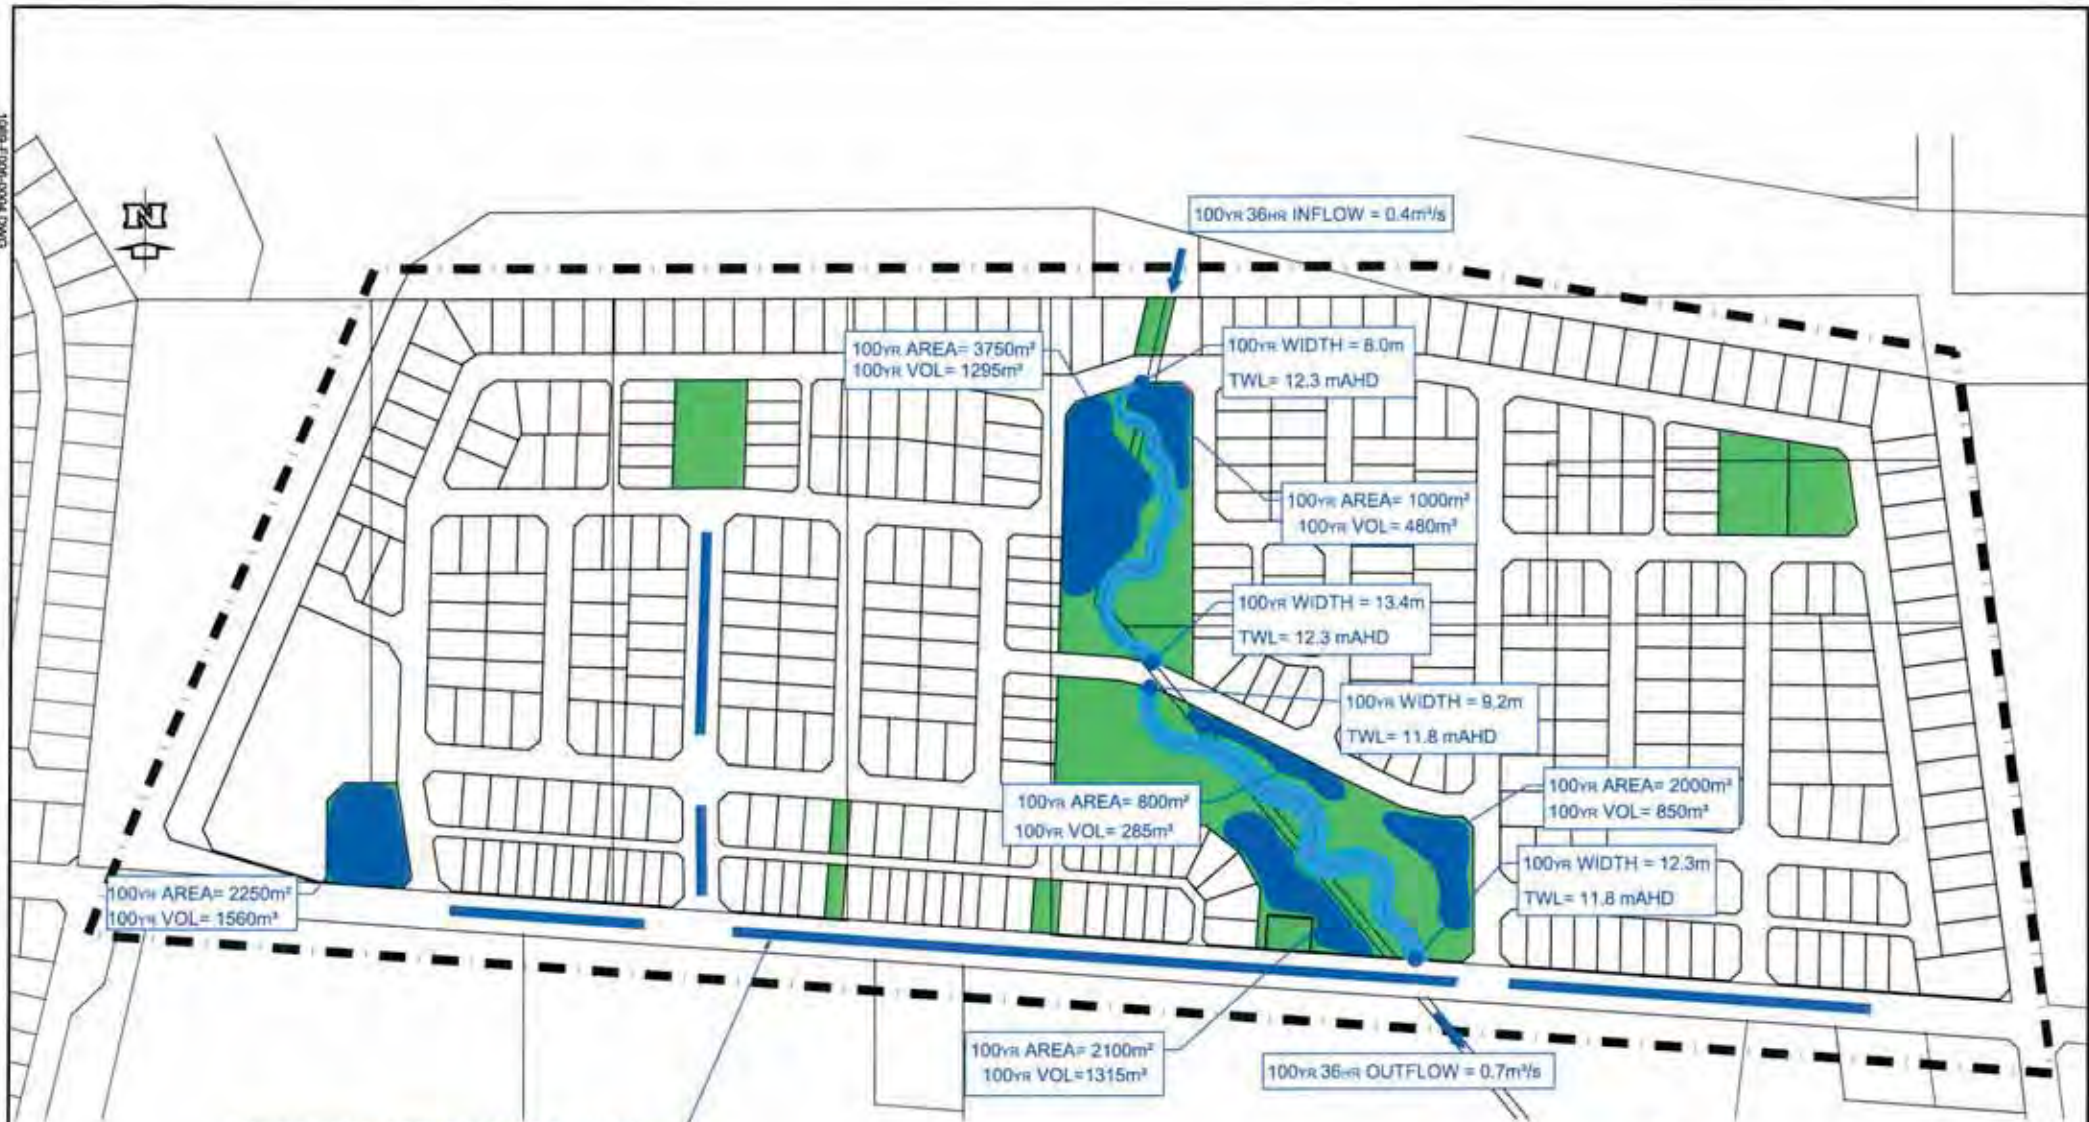 1069-F006-004.DWG
N
100YR 36HR INFLOW = 0.4m³/s
100YR AREA= 3750m²
100YR VOL= 1295m³
100YR WIDTH = 8.0m
TWL= 12.3 mAHD
100YR AREA= 1000m²
100YR VOL= 480m³
100YR WIDTH = 13.4m
TWL= 12.3 mAHD
100YR WIDTH = 9.2m
TWL= 11.8 mAHD
100YR AREA= 800m²
100YR VOL= 285m³
100YR AREA= 2000m²
100YR VOL= 850m³
100YR WIDTH = 12.3m
TWL= 11.8 mAHD
100YR AREA= 2250m²
100YR VOL= 1560m³
100YR AREA= 2100m²
100YR VOL=1315m³
100YR 36HR OUTFLOW = 0.7m³/s